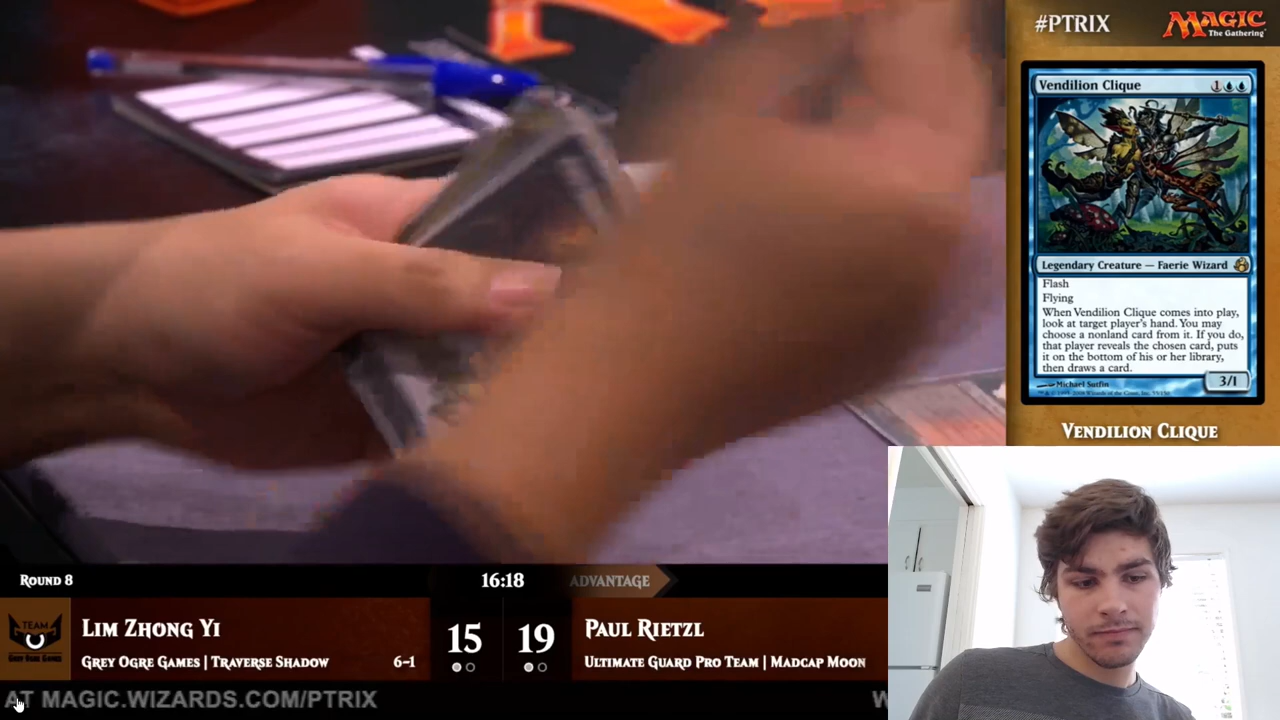 #PTRIX
MAGIC
The Gathering
Vendilion Clique
1
Legendary Creature — Faerie Wizard
Flash
Flying
When Vendilion Clique comes into play,
look at target player's hand. You may
choose a nonland card from it. If you do,
that player reveals the chosen card, puts
it on the bottom of his or her library,
then draws a card.
Michael Sutfin
3/1
VENDILION CLIQUE
ROUND 8
16:18
ADVANTAGE
TEAM
LIM ZHONG YI
GREY OGRE GAMES | TRAVERSE SHADOW
6-1
15
19
PAUL RIETZL
ULTIMATE GUARD PRO TEAM | MADCAP MOON
AT MAGIC.WIZARDS.COM/PTRIX
W